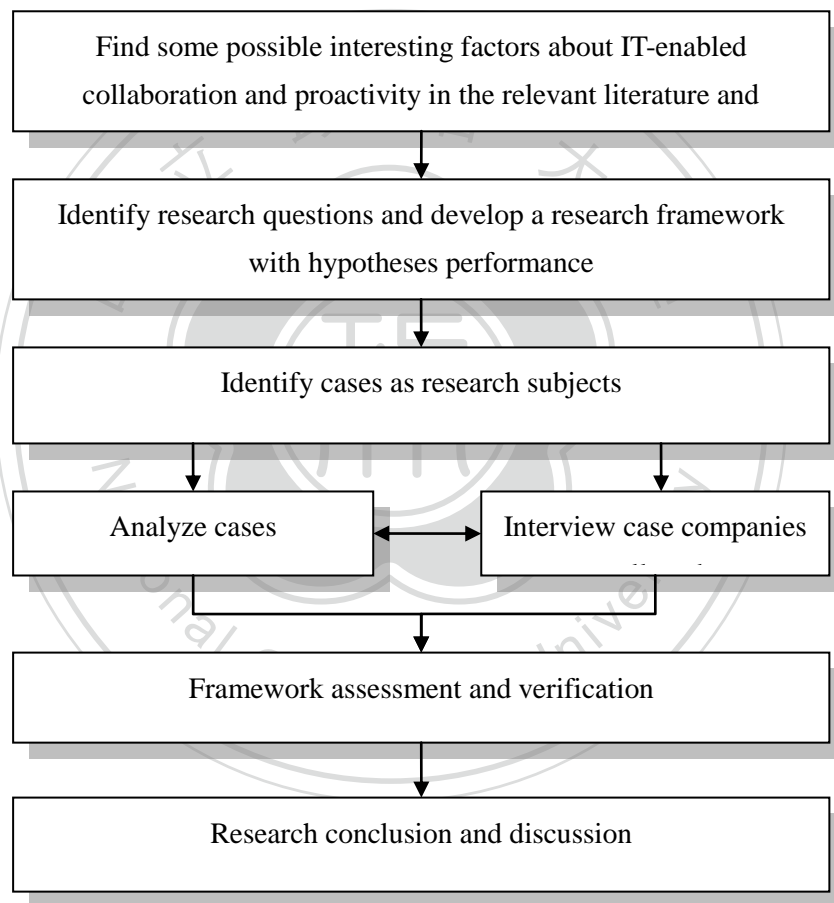 Find some possible interesting factors about IT-enabled
collaboration and proactivity in the relevant literature and
Identify research questions and develop a research framework
with hypotheses performance
Identify cases as research subjects
Analyze cases
Interview case companies
Framework assessment and verification
Research conclusion and discussion